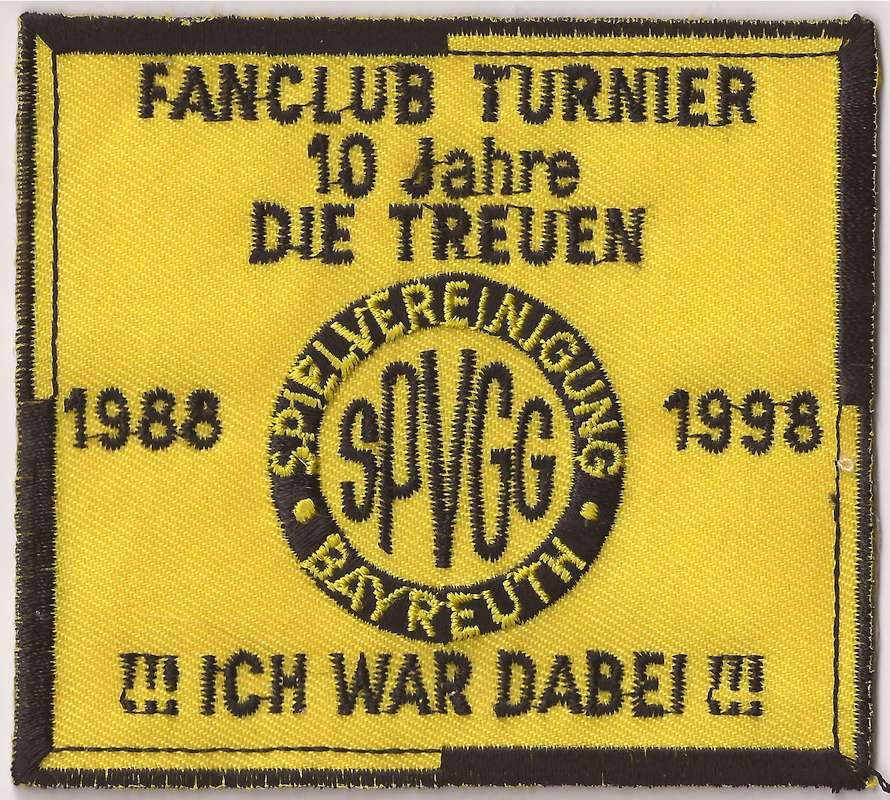 FANCLUB TURNIER
10 Jahre
DIE TREUEN
1988
SPIELVEREINIGUNG
SPVGG
BAYREUTH
1998
!!! ICH WAR DABEI !!!